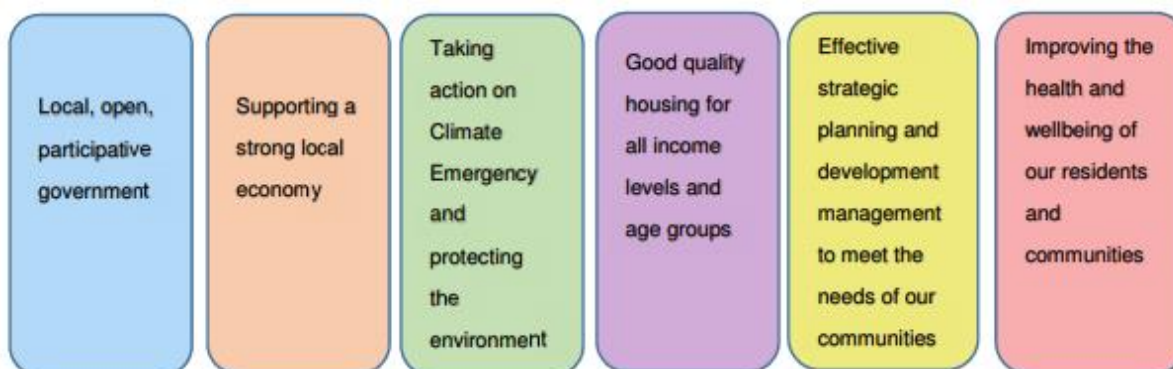 Local, open,
participative
government
Supporting a
strong local
economy
Taking
action on
Climate
Emergency
and
protecting
the
environment
Good quality
housing for
all income
levels and
age groups
Effective
strategic
planning and
development
management
to meet the
needs of our
communities
Improving the
health and
wellbeing of
our residents
and
communities